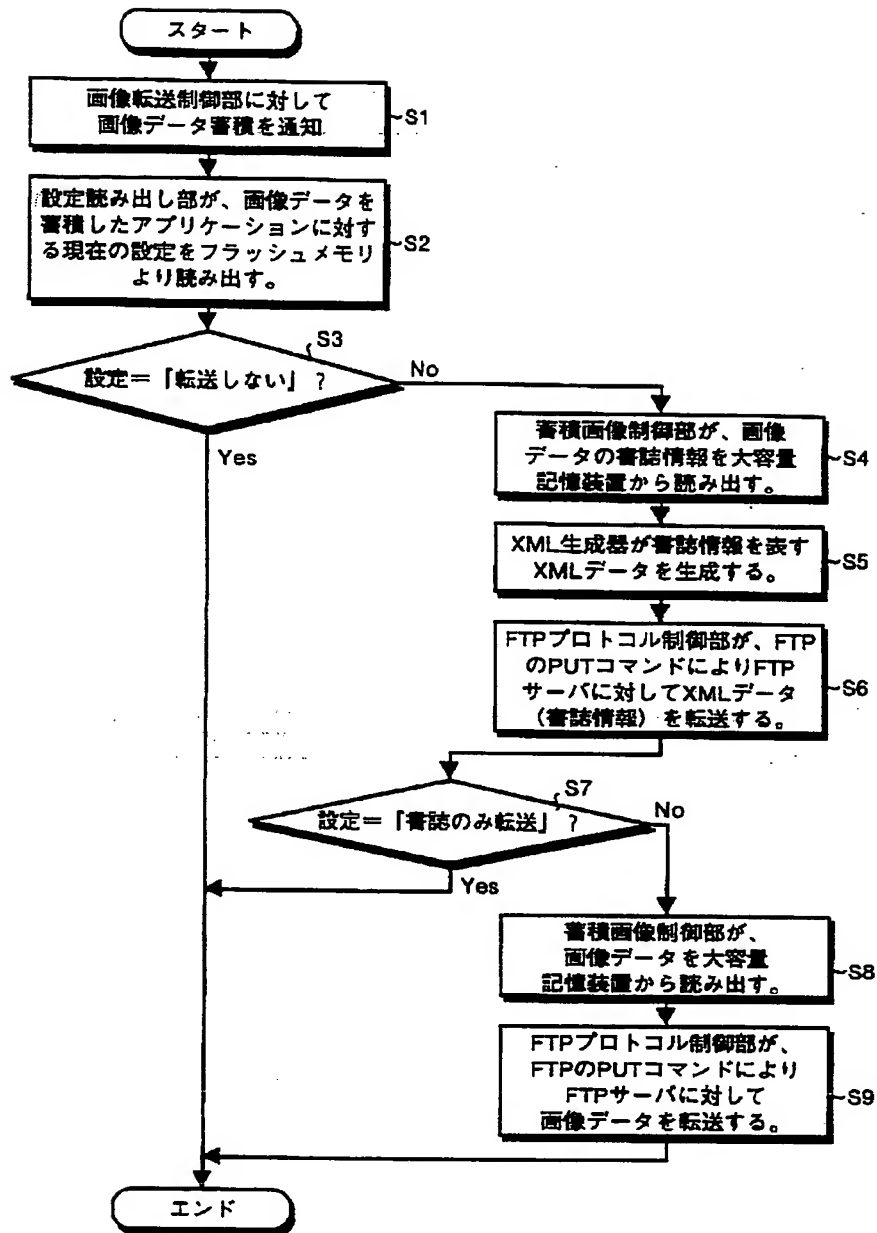 スタート
画像転送制御部に対して
画像データ蓄積を通知
S1
設定読み出し部が、画像データを
蓄積したアプリケーションに対す
る現在の設定をフラッシュメモリ
より読み出す。
S2
S3
設定=「転送しない」?
No
Yes
蓄積画像制御部が、画像
データの書誌情報を大容量
記憶装置から読み出す。
S4
XML生成器が書誌情報を表す
XMLデータを生成する。
S5
FTPプロトコル制御部が、FTP
のPUTコマンドによりFTP
サーバに対してXMLデータ
(書誌情報)を転送する。
S6
S7
設定=「書誌のみ転送」?
No
Yes
蓄積画像制御部が、
画像データを大容量
記憶装置から読み出す。
S8
FTPプロトコル制御部が、
FTPのPUTコマンドにより
FTPサーバに対して
画像データを転送する。
S9
エンド